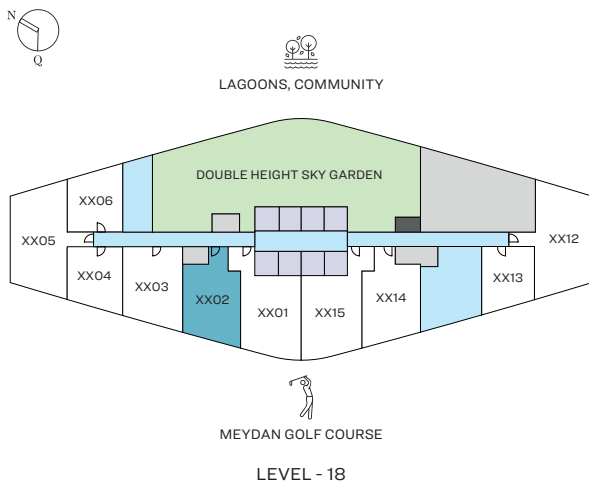 N
Q
LAGOONS, COMMUNITY
DOUBLE HEIGHT SKY GARDEN
XX06
XX05
XX12
XX04
XX03
XX02
XX01
XX15
XX14
XX13
MEYDAN GOLF COURSE
LEVEL - 18